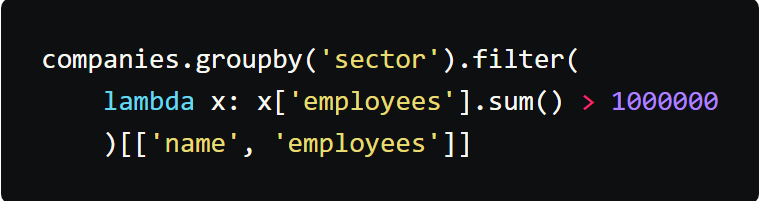 companies.groupby('sector').filter(
    lambda x: x['employees'].sum() > 1000000
    )[['name', 'employees']]